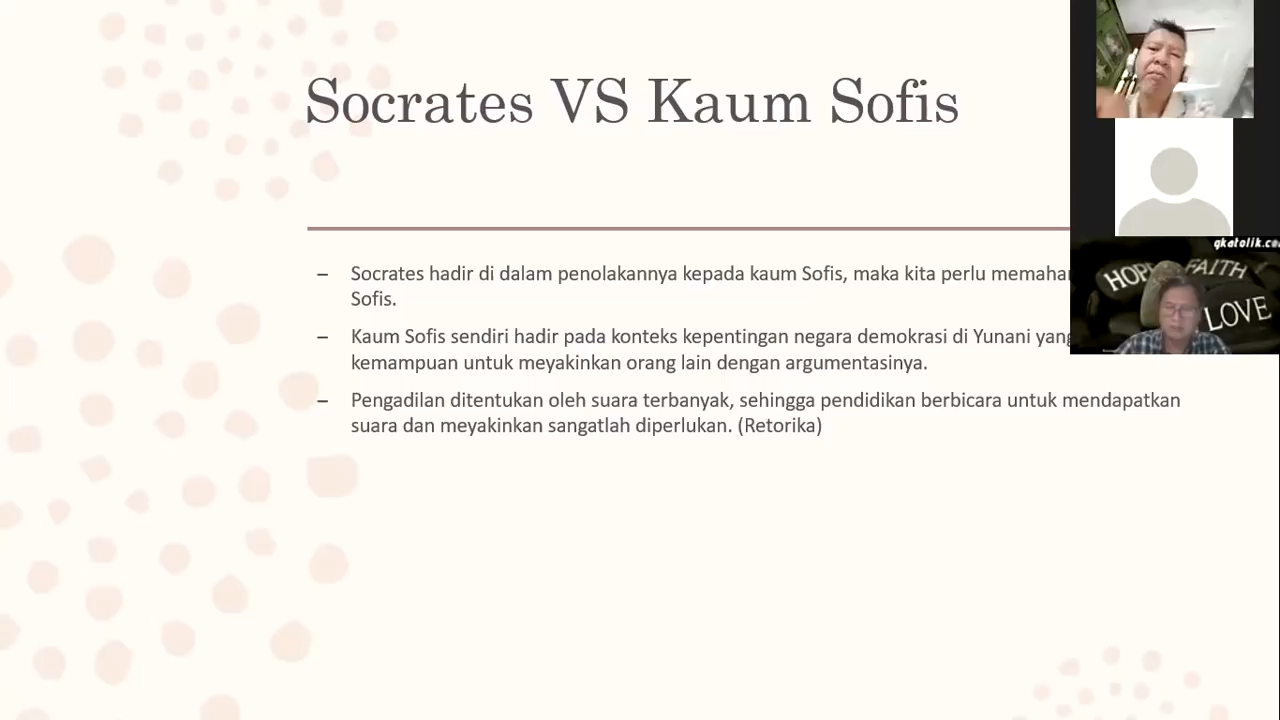 Socrates VS Kaum Sofis
– Socrates hadir di dalam penolakannya kepada kaum Sofis, maka kita perlu
Sofis.
– Kaum Sofis sendiri hadir pada konteks kepentingan negara demokrasi di Yunani yang
kemampuan untuk meyakinkan orang lain dengan argumentasinya.
– Pengadilan ditentukan oleh suara terbanyak, sehingga pendidikan berbicara untuk mendapatkan
suara dan meyakinkan sangatlah diperlukan. (Retorika)
HOPE FAITH
LOVE